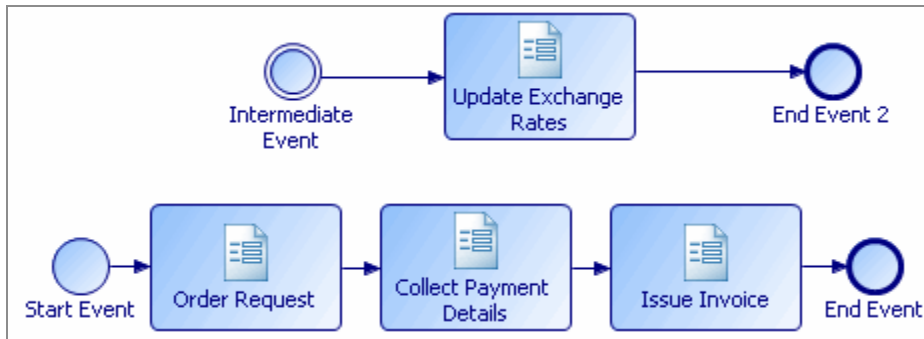 Intermediate
Event
Update Exchange
Rates
End Event 2
Start Event
Order Request
Collect Payment
Details
Issue Invoice
End Event